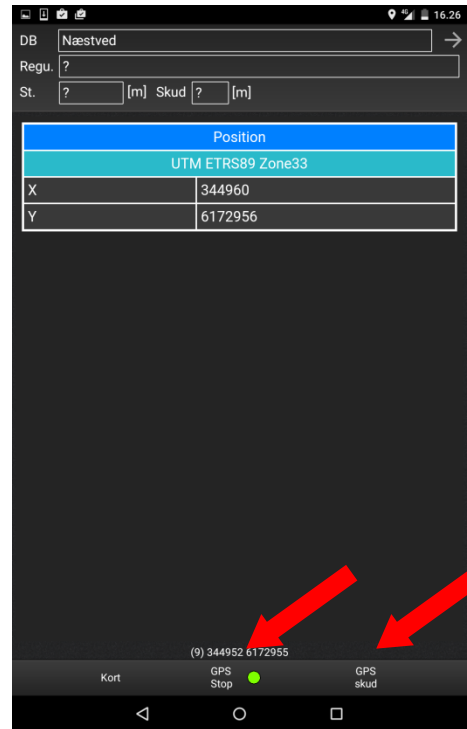 4G 16.26
DB Næstved
Regu. ?
St. ? [m] Skud ? [m]
Position
UTM ETRS89 Zone33
X 344960
Y 6172956
(9) 344952 6172955
Kort GPS Stop GPS skud